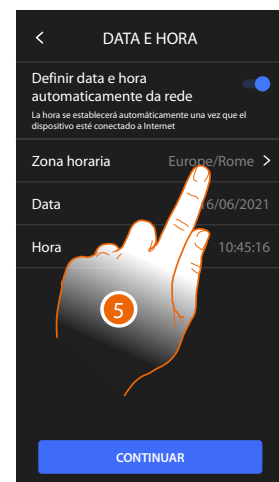 DATA E HORA
Definir data e hora
automaticamente da rede
La hora se establecerá automáticamente una vez que el
dispositivo esté conectado a Internet
Zona horaria Europe/Rome >
Data 6/06/2021
Hora 10:45:16
5
CONTINUAR